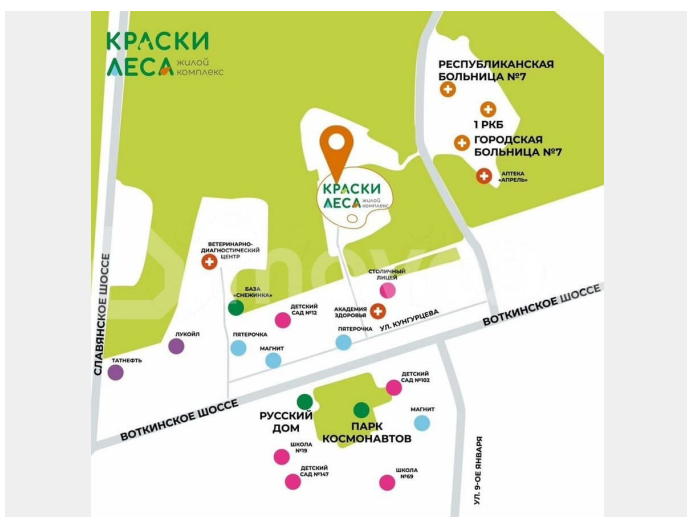 КРАСКИ
ЛЕСА жилой
комплекс
РЕСПУБЛИКАНСКАЯ
БОЛЬНИЦА №7
1 РКБ
ГОРОДСКАЯ
БОЛЬНИЦА №7
АПТЕКА
«АПРЕЛЬ»
КРАСКИ
ЛЕСА жилой
комплекс
ВЕТЕРИНАРНО-
ДИАГНОСТИЧЕСКИЙ
ЦЕНТР
СТОЛИЧНЫЙ
ЛИЦЕЙ
БАЗА
«СНЕЖИНКА»
ДЕТСКИЙ
САД №12
АКАДЕМИЯ
ЗДОРОВЬЯ
УЛ. КУНГУРЦЕВА
ВОТКИНСКОЕ ШОССЕ
СЛАВЯНСКОЕ ШОССЕ
ЛУКОЙЛ
ПЯТЕРОЧКА
МАГНИТ
ПЯТЕРОЧКА
ТАТНЕФТЬ
ВОТКИНСКОЕ ШОССЕ
ДЕТСКИЙ
САД №102
РУССКИЙ
ДОМ
ПАРК
КОСМОНАВТОВ
МАГНИТ
ШКОЛА
№19
ДЕТСКИЙ
САД №147
ШКОЛА
№69
УЛ. 9-ОЕ ЯНВАРЯ